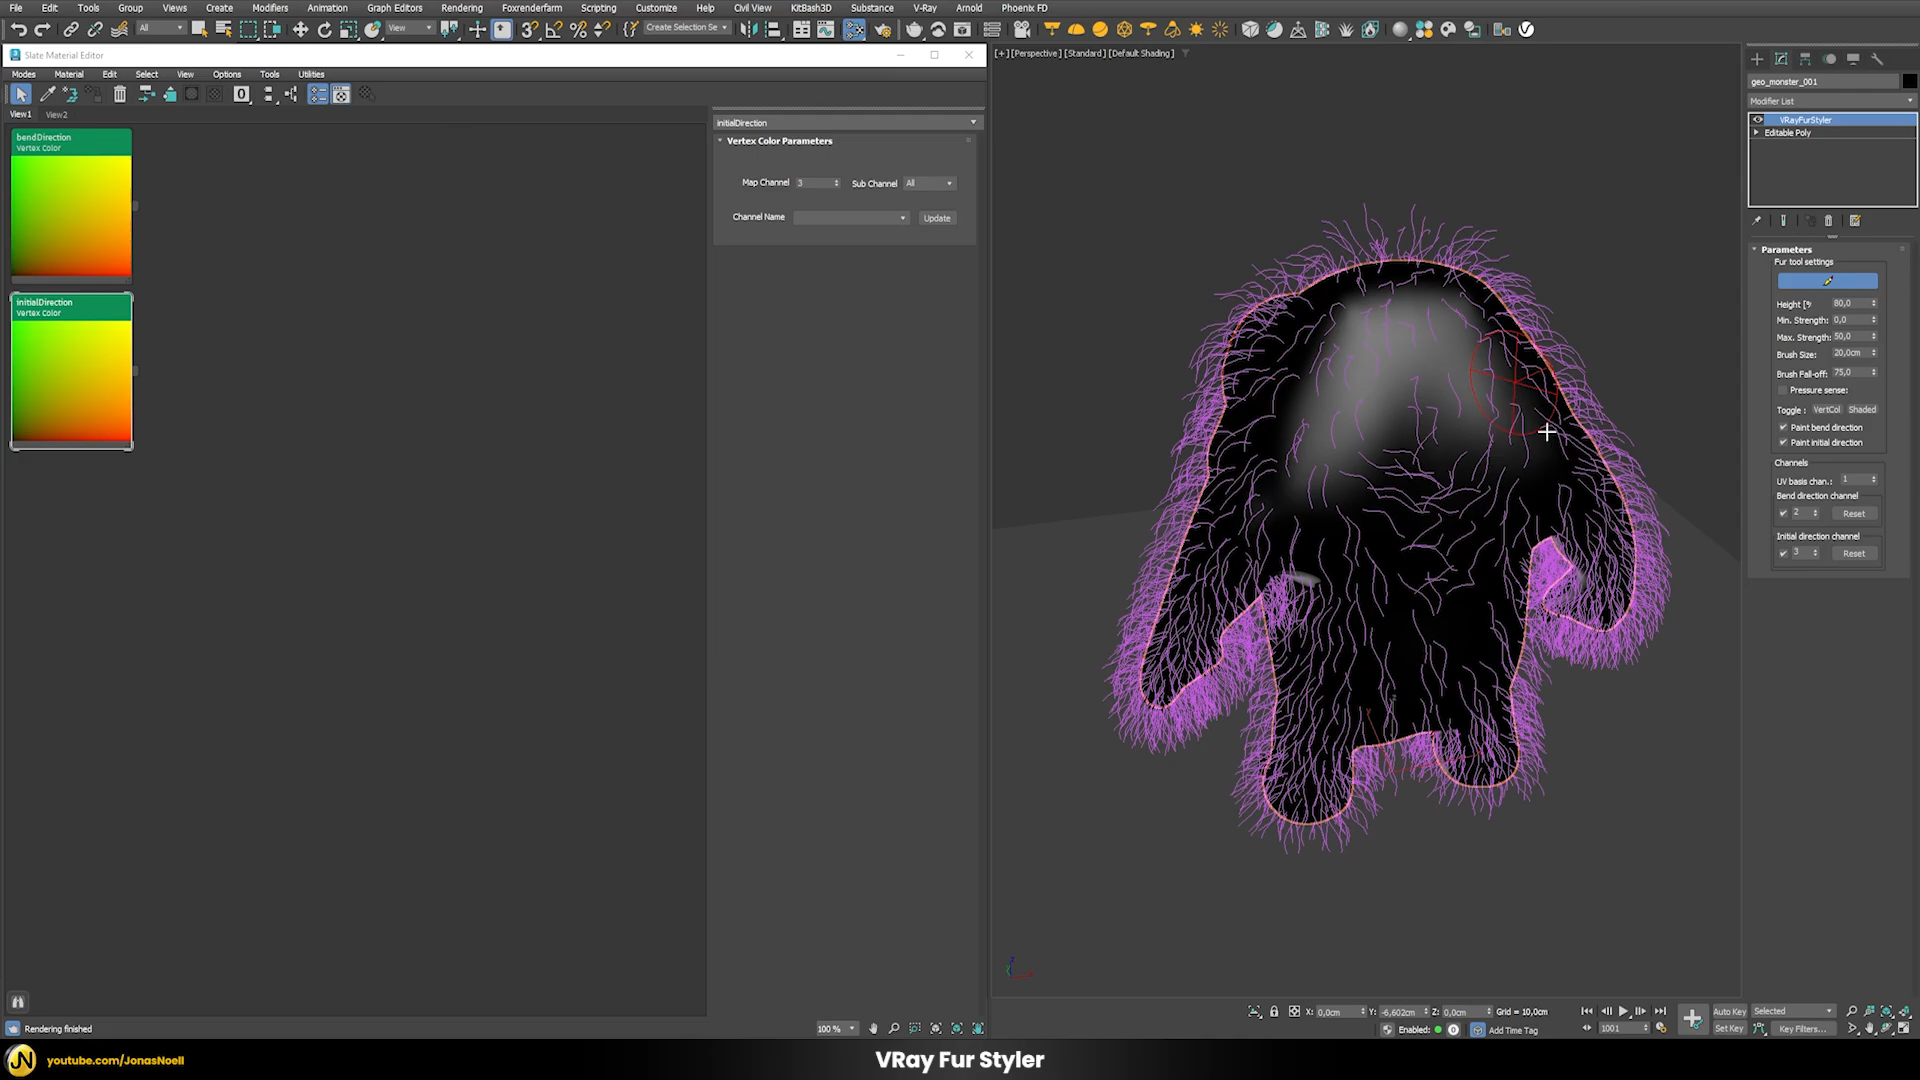 File Edit Tools Group Views Create Modifiers Animation Graph Editors Rendering Foxrenderfarm Scripting Customize Civil View KitBash3D Substance V-Ray Arnold Phoenix FD
All View Create Selection Se
Slate Material Editor
Modes Material Edit Select View Options Tools Utilities
View1 View2
bendDirection
Vertex Color
initialDirection
Vertex Color
initialDirection
Vertex Color Parameters
Map Channel 3 Sub Channel All
Channel Name Update
[+] [Perspective] [Standard] [Default Shading]
geo_monster_001
Modifier List
VRayFurStyler
Editable Poly
Parameters
Fur tool settings
Height [% 80,0
Min. Strength: 0,0
Max. Strength: 50,0
Brush Size: 20,0cm
Brush Fall-off: 75,0
Pressure sense:
Toggle : VertCol Shaded
Paint bend direction
Paint initial direction
Channels
UV basis chan.: 1
Bend direction channel
2 Reset
Initial direction channel
3 Reset
Rendering finished
100 %
X: 0,0cm Y: -6,602cm Z: 0,0cm Grid = 10,0cm
Enabled: Add Time Tag
1001
Auto Key Selected
Set Key Key Filters...
JN youtube.com/JonasNoell
VRay Fur Styler